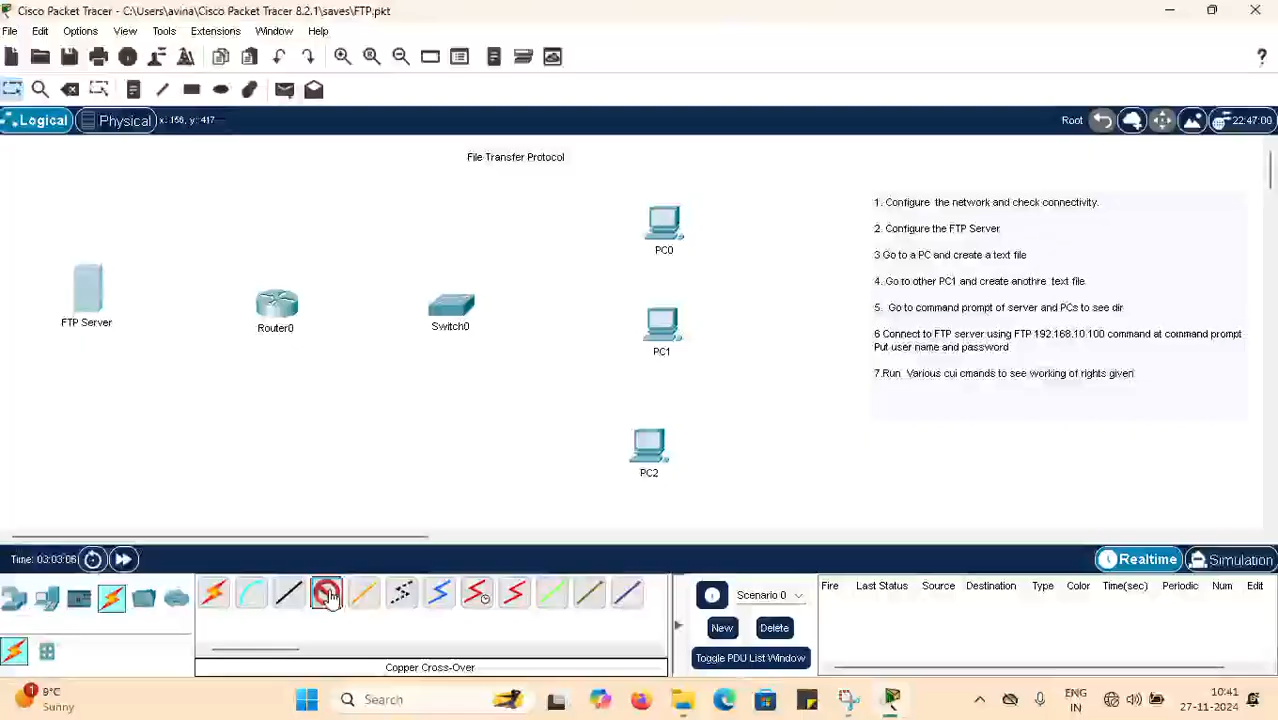 Cisco Packet Tracer - C:\Users\avina\Cisco Packet Tracer 8.2.1\saves\FTP.pkt
File Edit Options View Tools Extensions Window Help
?
Logical Physical x: 156, y: 417 Root 22:47:00
File Transfer Protocol
PC0
FTP Server
Router0
Switch0
PC1
PC2
1. Configure the network and check connectivity.
2. Configure the FTP Server
3 Go to a PC and create a text file
4. Go to other PC1 and create anothre text file
5. Go to command prompt of server and PCs to see dir
6 Connect to FTP server using FTP 192.168.10.100 command at command prompt
Put user name and password
7.Run Various cui cmands to see working of rights given
Time: 03:03:06 Realtime Simulation
Scenario 0
New Delete
Toggle PDU List Window
Fire Last Status Source Destination Type Color Time(sec) Periodic Num Edit
Copper Cross-Over
1 9°C
Sunny
Search
ENG
IN
10:41
27-11-2024